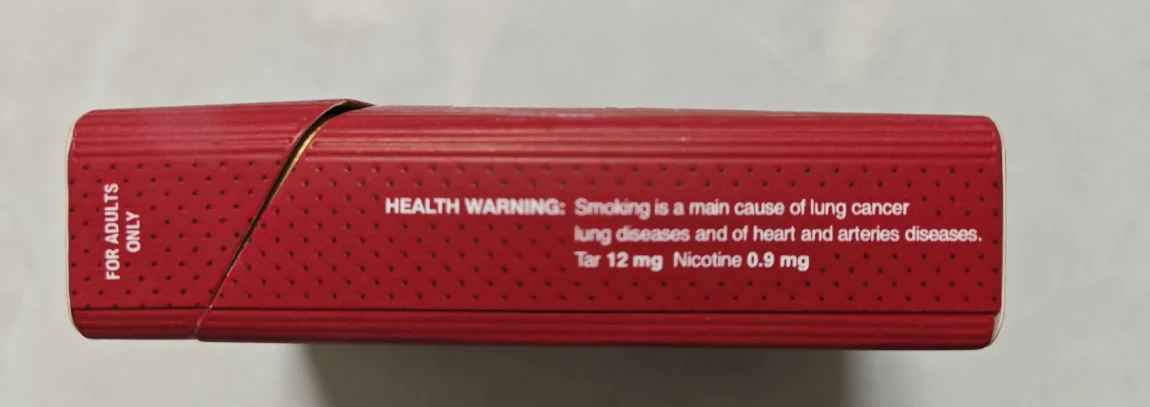 FOR ADULTS
ONLY
HEALTH WARNING: Smoking is a main cause of lung cancer
lung diseases and of heart and arteries diseases.
Tar 12 mg Nicotine 0.9 mg